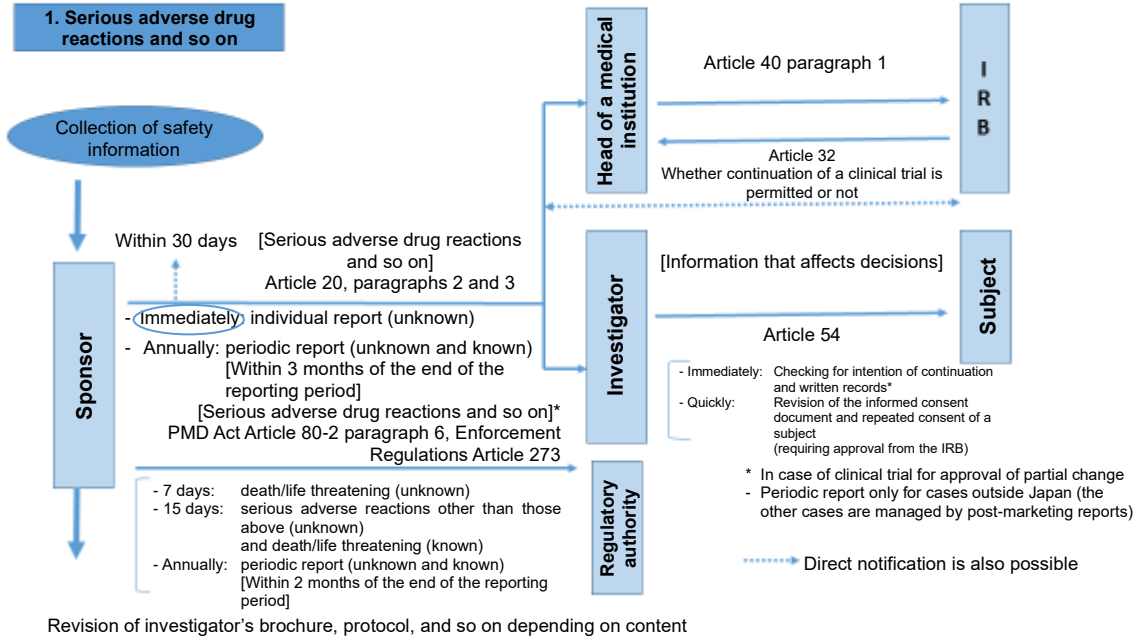 1. Serious adverse drug
reactions and so on
Collection of safety
information
Sponsor
Within 30 days
[Serious adverse drug reactions
and so on]
Article 20, paragraphs 2 and 3
- Immediately: individual report (unknown)
- Annually: periodic report (unknown and known)
[Within 3 months of the end of the
reporting period]
[Serious adverse drug reactions and so on]*
PMD Act Article 80-2 paragraph 6, Enforcement
Regulations Article 273
- 7 days: death/life threatening (unknown)
- 15 days: serious adverse reactions other than those
above (unknown)
and death/life threatening (known)
- Annually: periodic report (unknown and known)
[Within 2 months of the end of the reporting
period]
Head of a medical
institution
Article 40 paragraph 1
Article 32
Whether continuation of a clinical trial is
permitted or not
I
R
B
Investigator
[Information that affects decisions]
Article 54
Subject
- Immediately: Checking for intention of continuation
and written records*
- Quickly: Revision of the informed consent
document and repeated consent of a
subject
(requiring approval from the IRB)
Regulatory
authority
* In case of clinical trial for approval of partial change
- Periodic report only for cases outside Japan (the
other cases are managed by post-marketing reports)
Direct notification is also possible
Revision of investigator's brochure, protocol, and so on depending on content